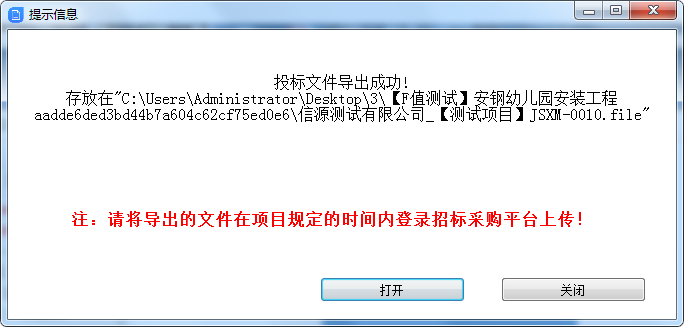 提示信息
投标文件导出成功!
存放在"C:\Users\Administrator\Desktop\3\【F值测试】安钢幼儿园安装工程
aadde6ded3bd44b7a604c62cf75ed0e6\信源测试有限公司_【测试项目】JSXM-0010.file"
注：请将导出的文件在项目规定的时间内登录招标采购平台上传！
打开
关闭